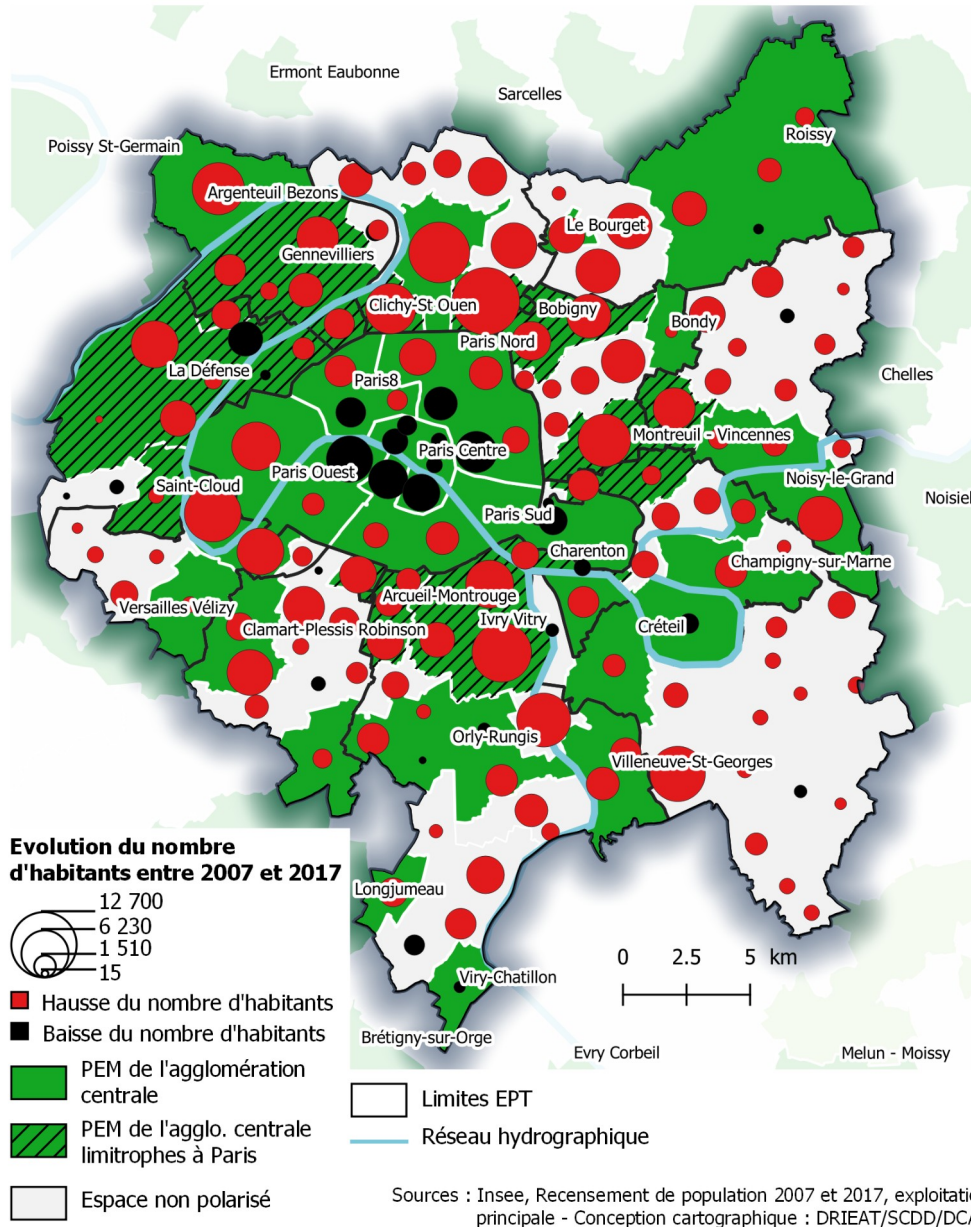 Ermont Eaubonne
Sarcelles
Roissy
Poissy St-Germain
Argenteuil Bezons
Le Bourget
Gennevilliers
Clichy-St Ouen
Bobigny
Bondy
Paris Nord
La Défense
Paris8
Chelles
Montreuil - Vincennes
Paris Centre
Paris Ouest
Noisy-le-Grand
Saint-Cloud
Noisiel
Paris Sud
Charenton
Champigny-sur-Marne
Arcueil-Montrouge
Versailles Vélizy
Ivry Vitry
Créteil
Clamart-Plessis Robinson
Orly-Rungis
Villeneuve-St-Georges
Longjumeau
Viry-Chatillon
Brétigny-sur-Orge
Evry Corbeil
Melun - Moissy
0 2.5 5 km
Evolution du nombre
d'habitants entre 2007 et 2017
12 700
6 230
1 510
15
Hausse du nombre d'habitants
Baisse du nombre d'habitants
PEM de l'agglomération
centrale
PEM de l'agglo. centrale
limitrophes à Paris
Espace non polarisé
Limites EPT
Réseau hydrographique
Sources : Insee, Recensement de population 2007 et 2017, exploitatio
principale - Conception cartographique : DRIEAT/SCDD/DCA